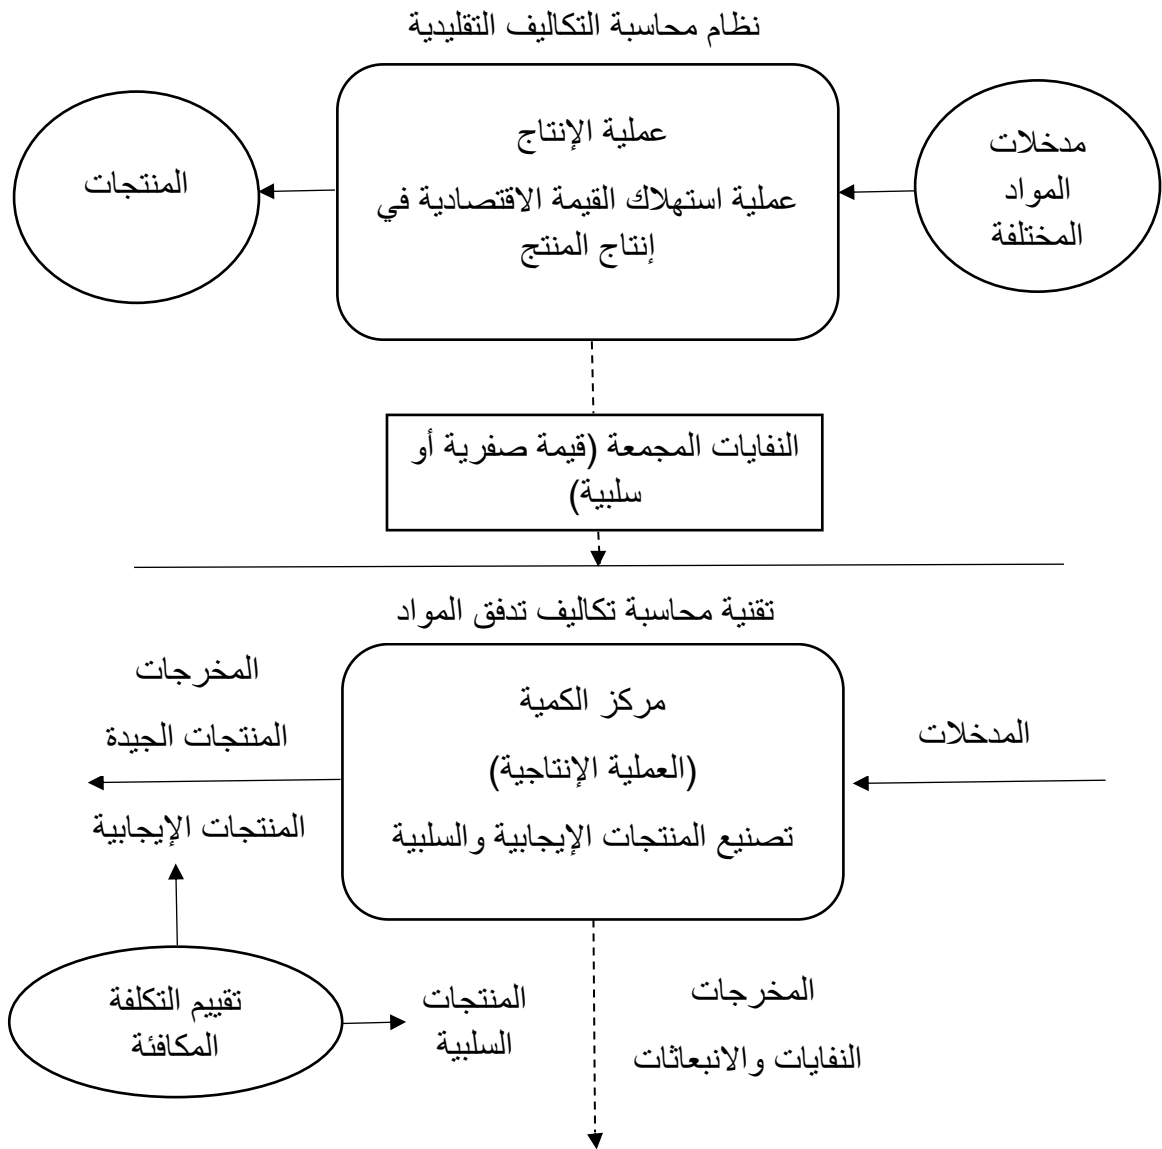 نظام محاسبة التكاليف التقليدية
مدخلات
المواد
المختلفة
عملية الإنتاج
عملية استهلاك القيمة الاقتصادية في
إنتاج المنتج
المنتجات
النفايات المجمعة (قيمة صفرية أو
سلبية)
تقنية محاسبة تكاليف تدفق المواد
المدخلات
مركز الكمية
(العملية الإنتاجية)
تصنيع المنتجات الإيجابية والسلبية
المخرجات
المنتجات الجيدة
المنتجات الإيجابية
المخرجات
النفايات والانبعاثات
المنتجات
السلبية
تقييم التكلفة
المكافئة